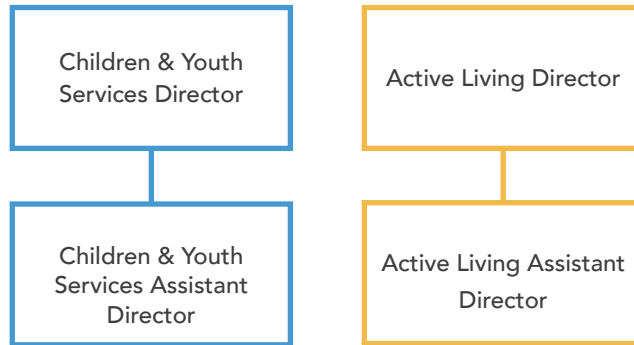 Children & Youth
Services Director
Active Living Director
Children & Youth
Services Assistant
Director
Active Living Assistant
Director